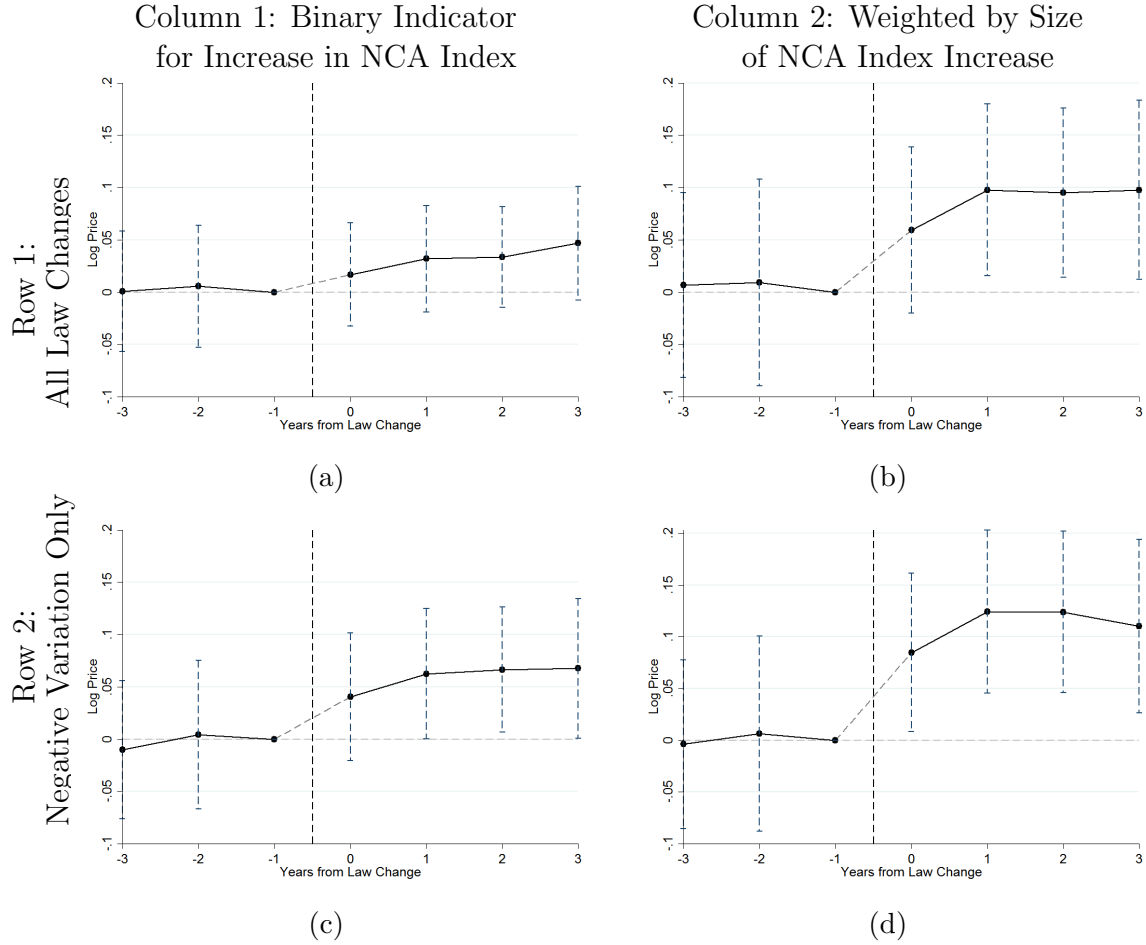 Column 1: Binary Indicator
for Increase in NCA Index
Column 2: Weighted by Size
of NCA Index Increase
Row 1:
All Law Changes
Log Price
.2
.15
.1
.05
0
-.05
-.1
-3
-2
-1
0
1
2
3
Years from Law Change
(a)
Log Price
.2
.15
.1
.05
0
-.05
-.1
-3
-2
-1
0
1
2
3
Years from Law Change
(b)
Row 2:
Negative Variation Only
Log Price
.2
.15
.1
.05
0
-.05
-.1
-3
-2
-1
0
1
2
3
Years from Law Change
(c)
Log Price
.2
.15
.1
.05
0
-.05
-.1
-3
-2
-1
0
1
2
3
Years from Law Change
(d)